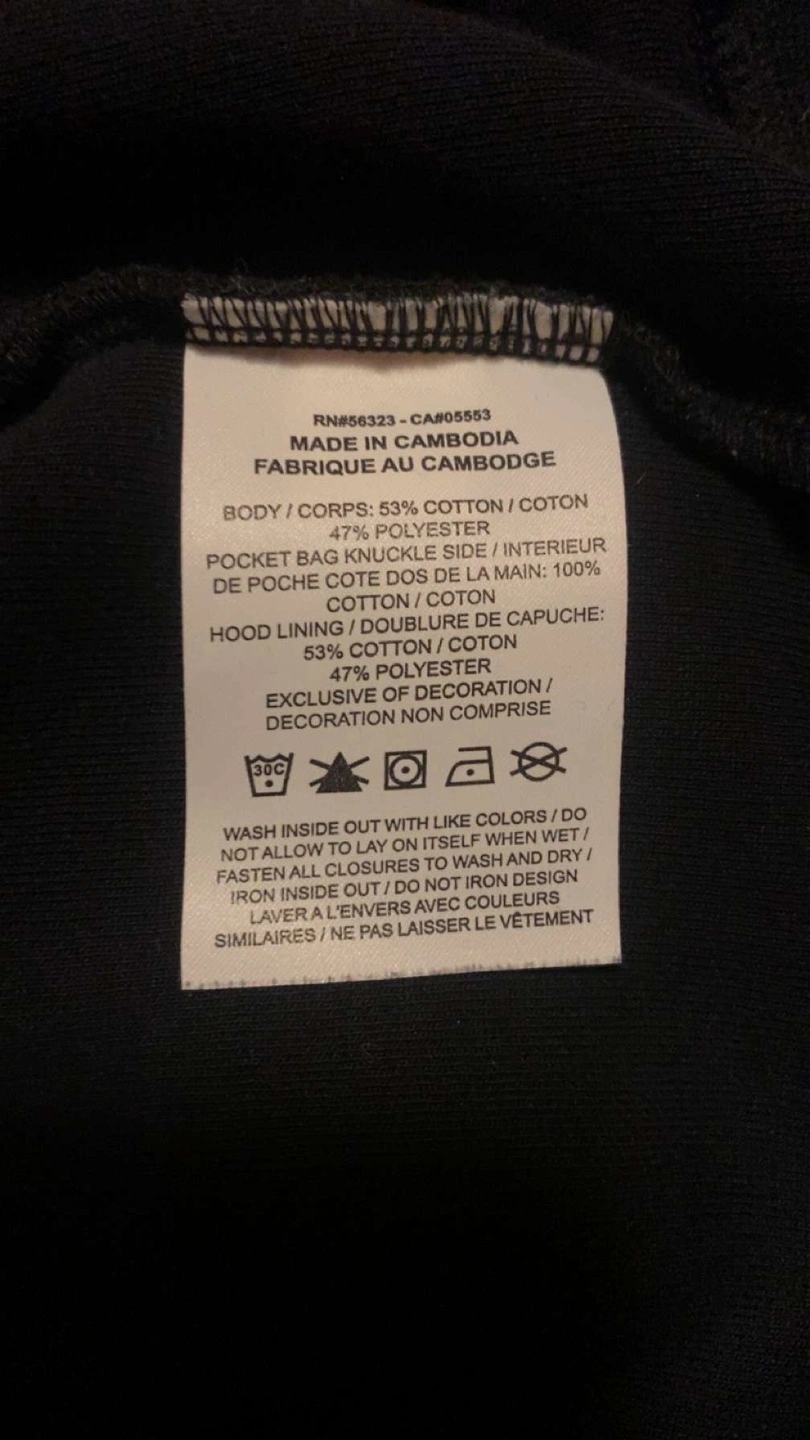 RN#56323 - CA#05553
MADE IN CAMBODIA
FABRIQUE AU CAMBODGE
BODY / CORPS: 53% COTTON / COTON
47% POLYESTER
POCKET BAG KNUCKLE SIDE / INTERIEUR
DE POCHE COTE DOS DE LA MAIN: 100%
COTTON / COTON
HOOD LINING / DOUBLURE DE CAPUCHE:
53% COTTON / COTON
47% POLYESTER
EXCLUSIVE OF DECORATION /
DECORATION NON COMPRISE
30C
WASH INSIDE OUT WITH LIKE COLORS / DO
NOT ALLOW TO LAY ON ITSELF WHEN WET /
FASTEN ALL CLOSURES TO WASH AND DRY /
IRON INSIDE OUT / DO NOT IRON DESIGN
LAVER A L'ENVERS AVEC COULEURS
SIMILAIRES / NE PAS LAISSER LE VÊTEMENT